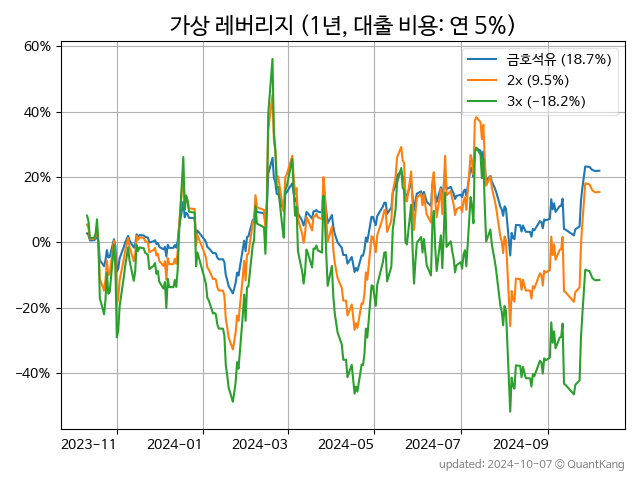 가상 레버리지 (1년, 대출 비용: 연 5%)
금호석유 (18.7%)
2x (9.5%)
3x (−18.2%)
60%
40%
20%
0%
−20%
−40%
2023-11 2024-01 2024-03 2024-05 2024-07 2024-09
updated: 2024-10-07 © QuantKang